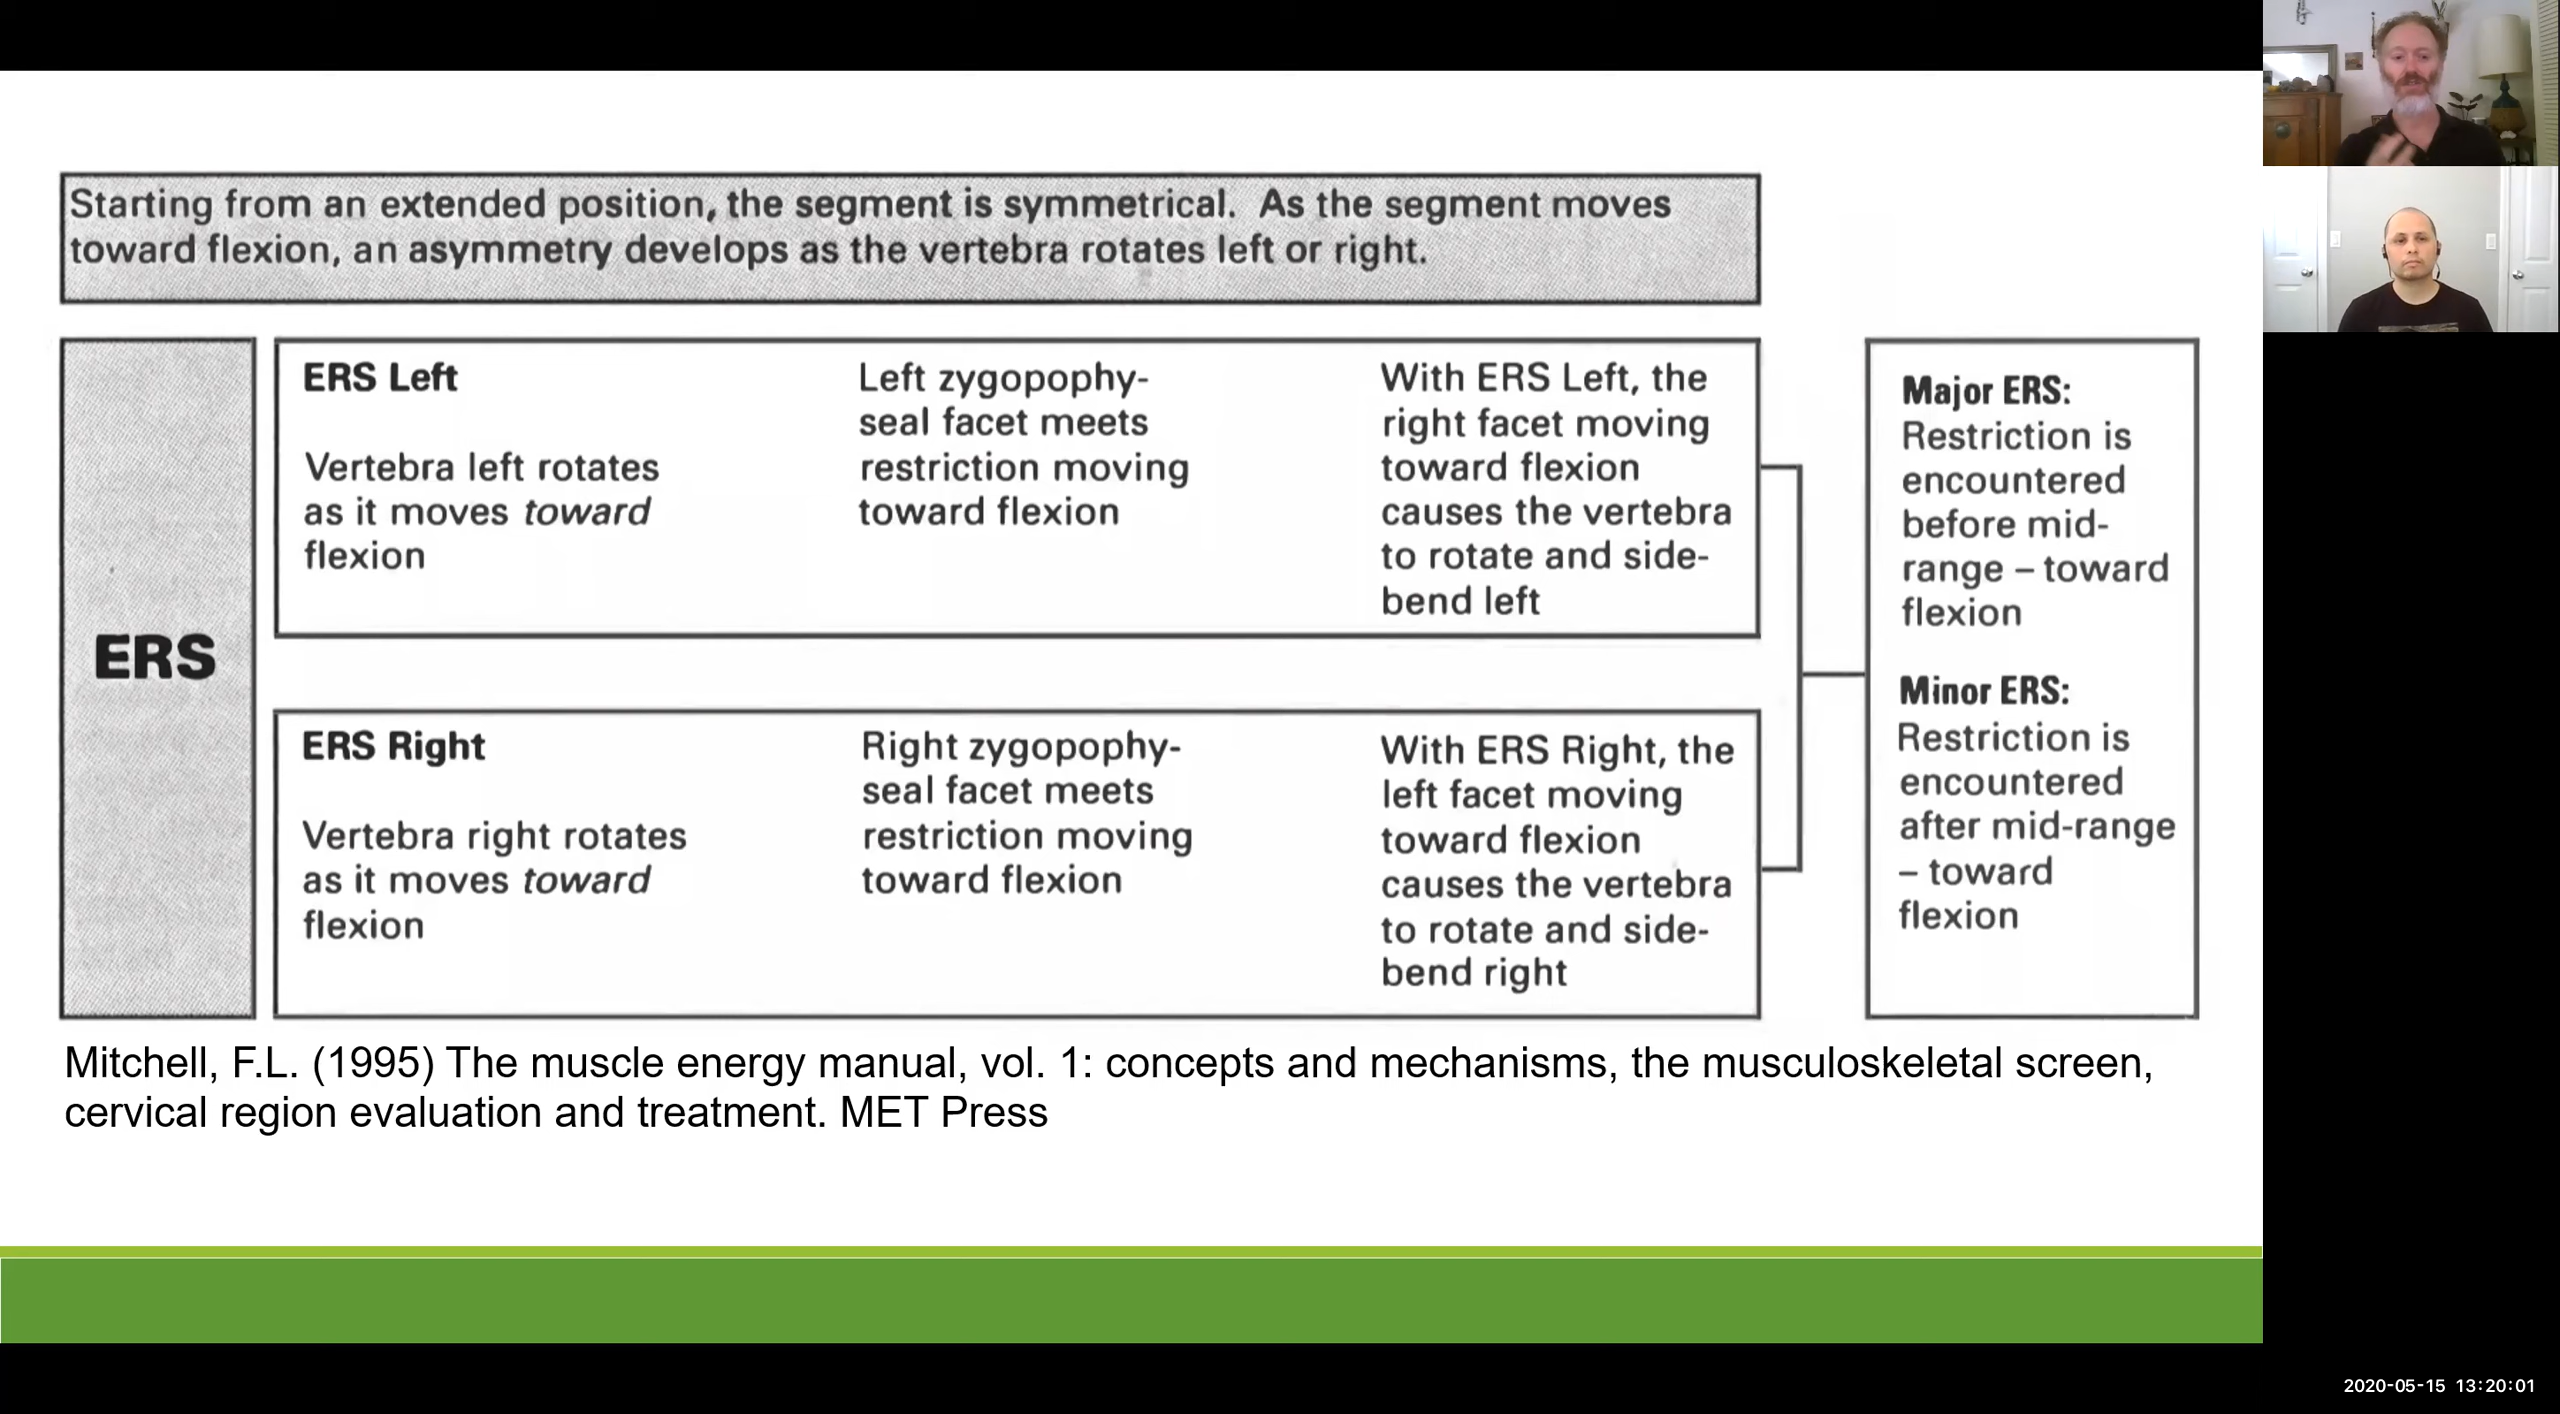 Starting from an extended position, the segment is symmetrical. As the segment moves
toward flexion, an asymmetry develops as the vertebra rotates left or right.
ERS
ERS Left
Vertebra left rotates
as it moves toward
flexion
Left zygopophy-
seal facet meets
restriction moving
toward flexion
With ERS Left, the
right facet moving
toward flexion
causes the vertebra
to rotate and side-
bend left
ERS Right
Vertebra right rotates
as it moves toward
flexion
Right zygopophy-
seal facet meets
restriction moving
toward flexion
With ERS Right, the
left facet moving
toward flexion
causes the vertebra
to rotate and side-
bend right
Major ERS:
Restriction is
encountered
before mid-
range – toward
flexion
Minor ERS:
Restriction is
encountered
after mid-range
– toward
flexion
Mitchell, F.L. (1995) The muscle energy manual, vol. 1: concepts and mechanisms, the musculoskeletal screen,
cervical region evaluation and treatment. MET Press
2020-05-15 13:20:01